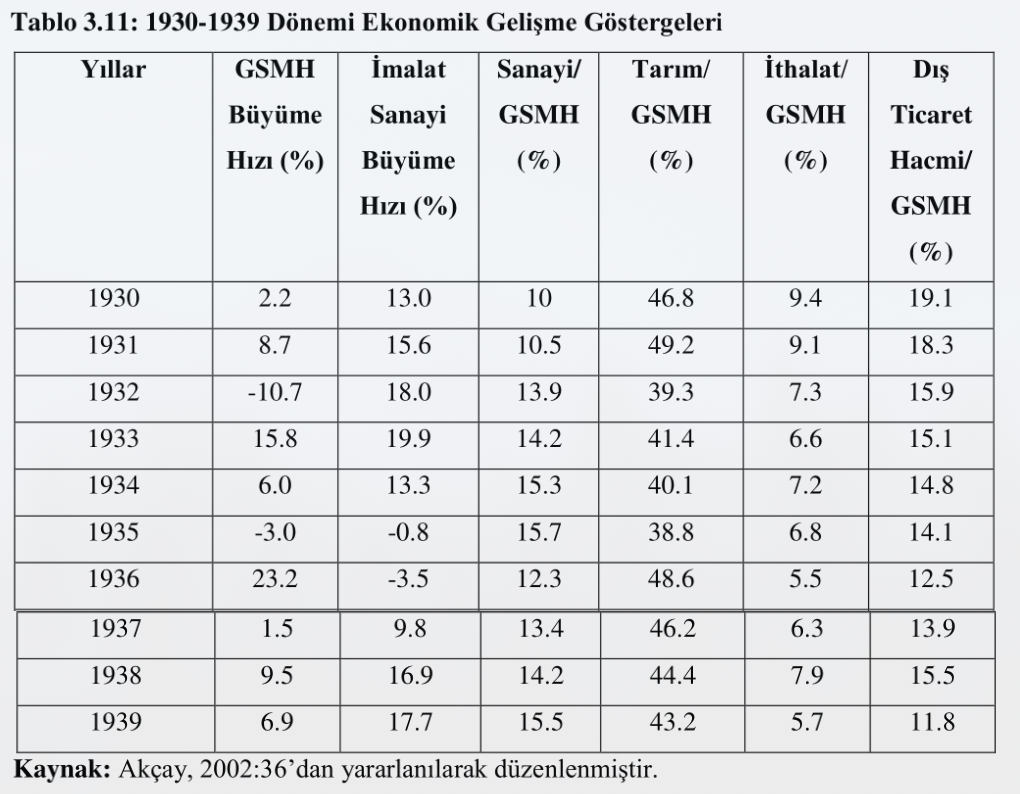 Tablo 3.11: 1930-1939 Dönemi Ekonomik Gelişme Göstergeleri
Yıllar GSMH Büyüme Hızı (%) İmalat Sanayi Büyüme Hızı (%) Sanayi/ GSMH (%) Tarım/ GSMH (%) İthalat/ GSMH (%) Dış Ticaret Hacmi/ GSMH (%)
1930 2.2 13.0 10 46.8 9.4 19.1
1931 8.7 15.6 10.5 49.2 9.1 18.3
1932 -10.7 18.0 13.9 39.3 7.3 15.9
1933 15.8 19.9 14.2 41.4 6.6 15.1
1934 6.0 13.3 15.3 40.1 7.2 14.8
1935 -3.0 -0.8 15.7 38.8 6.8 14.1
1936 23.2 -3.5 12.3 48.6 5.5 12.5
1937 1.5 9.8 13.4 46.2 6.3 13.9
1938 9.5 16.9 14.2 44.4 7.9 15.5
1939 6.9 17.7 15.5 43.2 5.7 11.8
Kaynak: Akçay, 2002:36’dan yararlanılarak düzenlenmiştir.